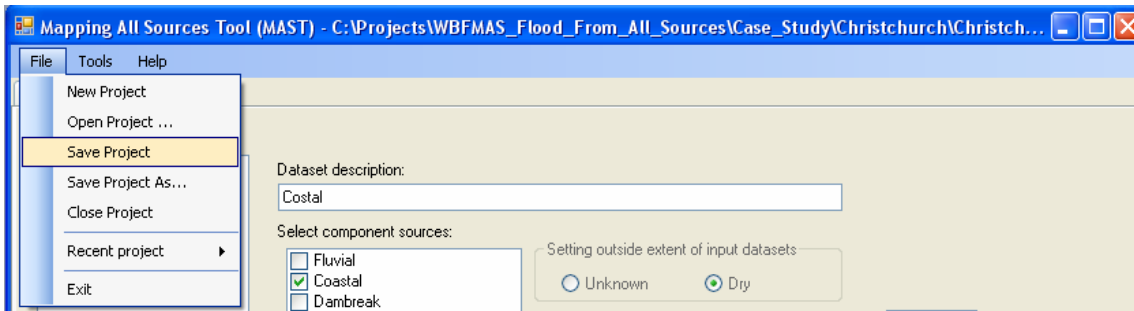 Mapping All Sources Tool (MAST) - C:\Projects\WBFMAS_Flood_From_All_Sources\Case_Study\Christchurch\Christch...
File Tools Help
New Project
Open Project ...
Save Project
Save Project As...
Close Project
Recent project
Exit
Dataset description:
Costal
Select component sources:
Fluvial
Coastal
Dambreak
Setting outside extent of input datasets
Unknown Dry